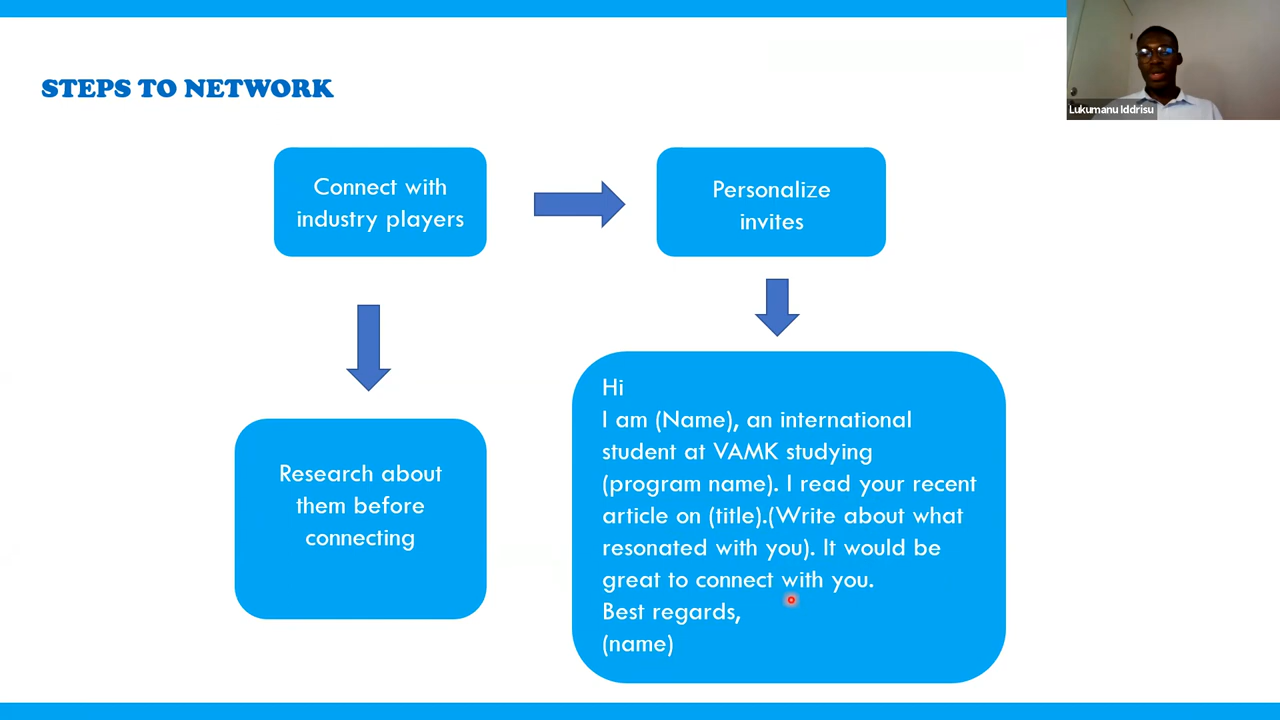 STEPS TO NETWORK
Lukumanu Iddrisu
Connect with
industry players
Personalize
invites
Research about
them before
connecting
Hi
I am (Name), an international
student at VAMK studying
(program name). I read your recent
article on (title).(Write about what
resonated with you). It would be
great to connect with you.
Best regards,
(name)